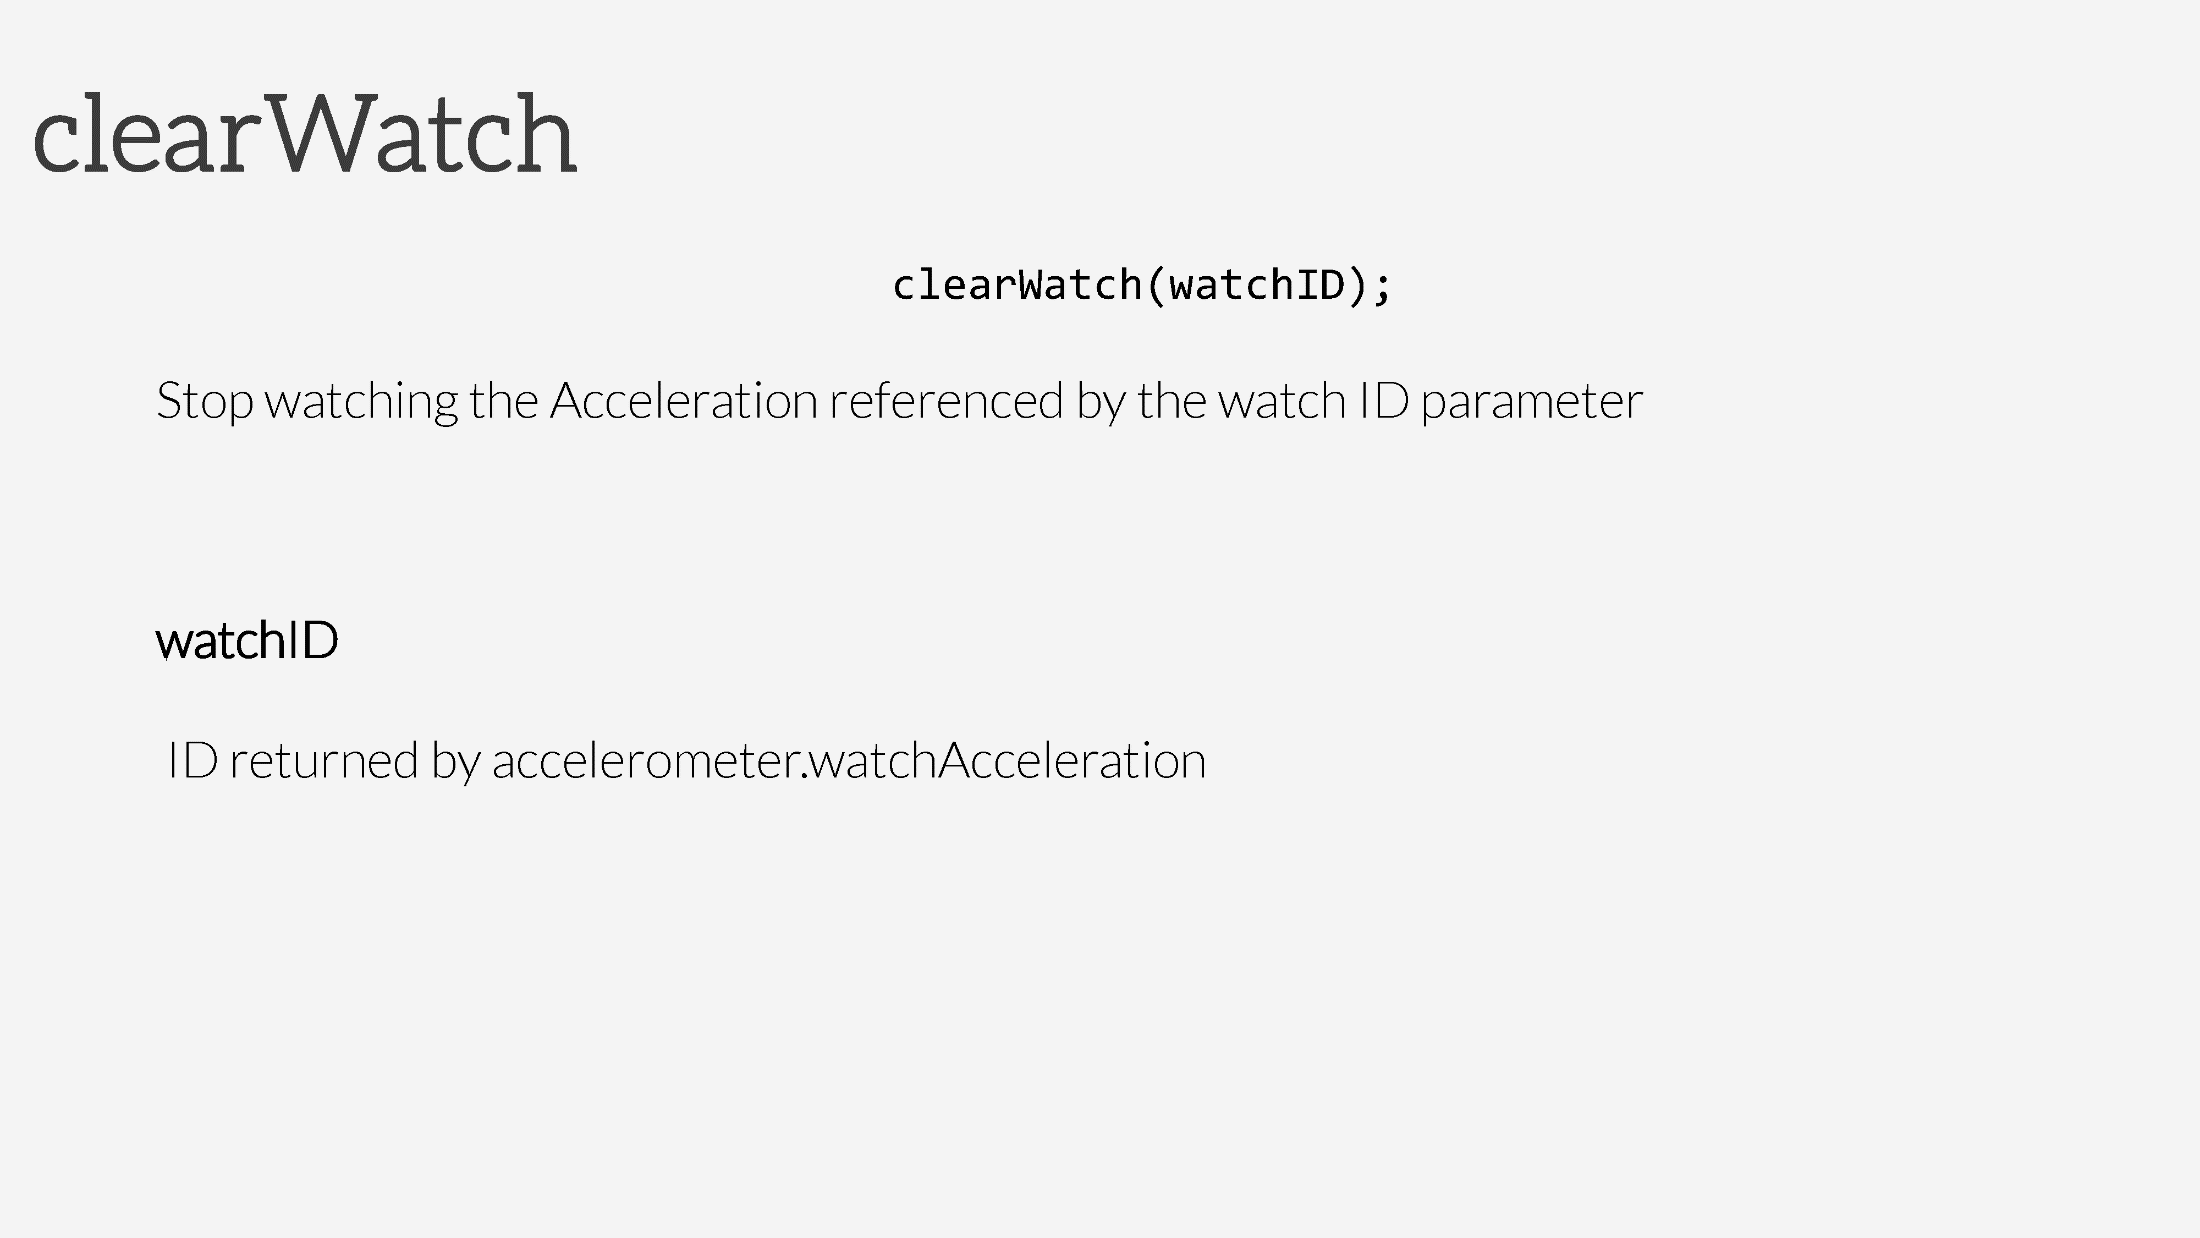 clearWatch
clearWatch(watchID);
Stop watching the Acceleration referenced by the watch ID parameter
watchID
ID returned by accelerometer.watchAcceleration